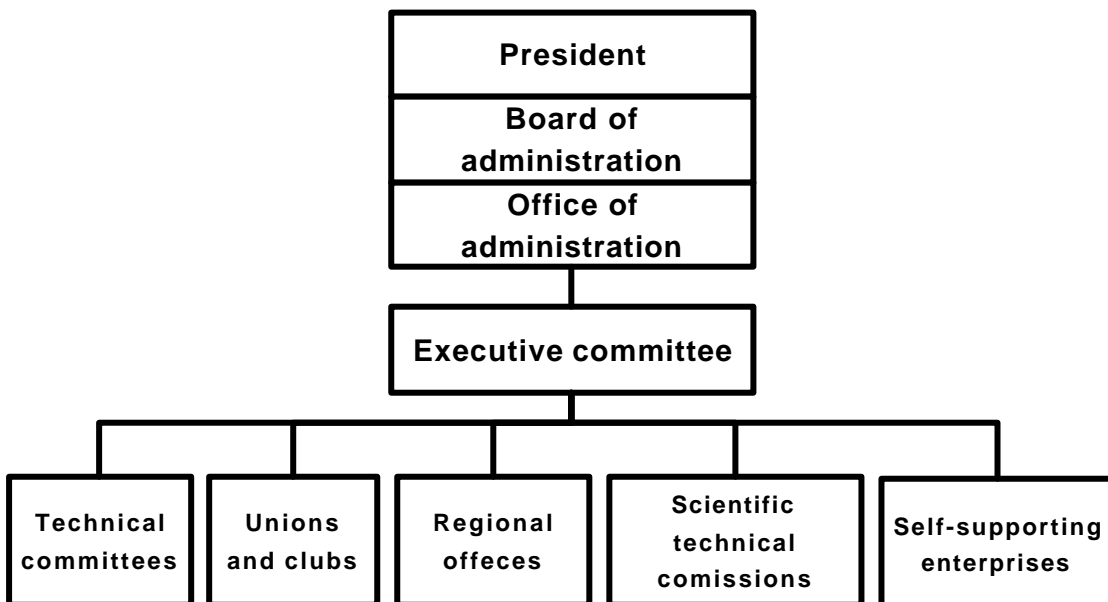 President
Board of
administration
Office of
administration
Executive committee
Technical
committees
Unions
and clubs
Regional
offeces
Scientific
technical
comissions
Self-supporting
enterprises